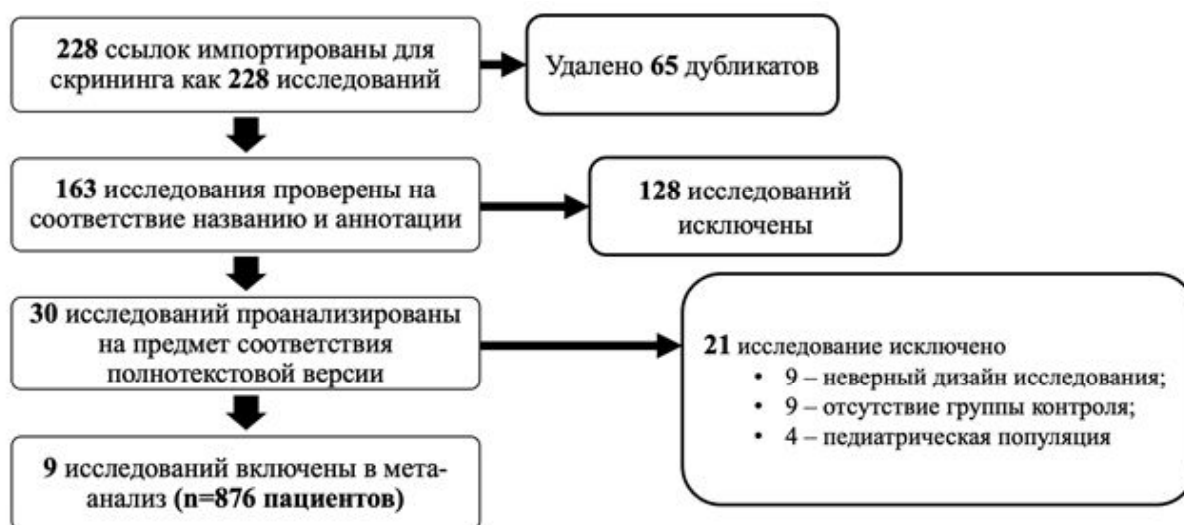 228 ссылок импортированы для
скрининга как 228 исследований
Удалено 65 дубликатов
163 исследования проверены на
соответствие названию и аннотации
128 исследований
исключены
30 исследований проанализированы
на предмет соответствия
полнотекстовой версии
21 исследование исключено
• 9 – неверный дизайн исследования;
• 9 – отсутствие группы контроля;
• 4 – педиатрическая популяция
9 исследований включены в мета-
анализ (n=876 пациентов)